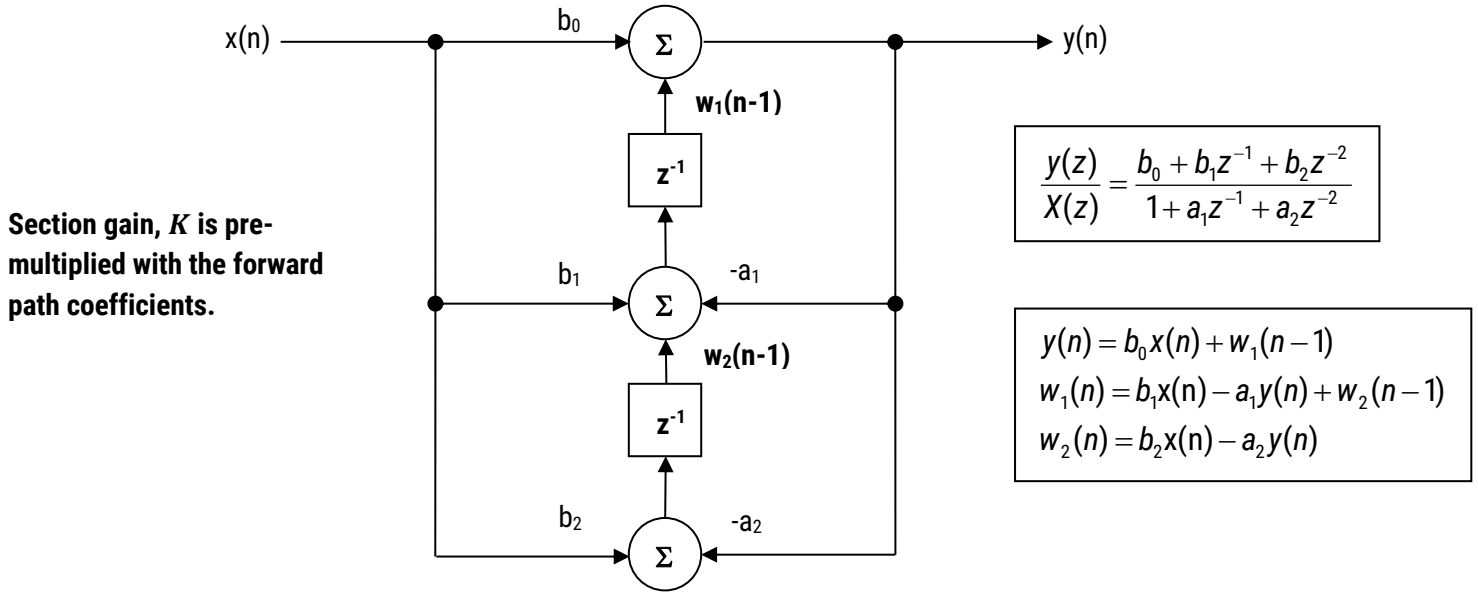 x(n)
b₀
Σ
y(n)
w₁(n-1)
z⁻¹
Section gain, K is pre-
multiplied with the forward
path coefficients.
b₁
Σ
-a₁
w₂(n-1)
z⁻¹
b₂
Σ
-a₂
y(z)/X(z) = (b₀ + b₁z⁻¹ + b₂z⁻²)/(1 + a₁z⁻¹ + a₂z⁻²)
y(n) = b₀x(n) + w₁(n−1)
w₁(n) = b₁x(n) − a₁y(n) + w₂(n−1)
w₂(n) = b₂x(n) − a₂y(n)